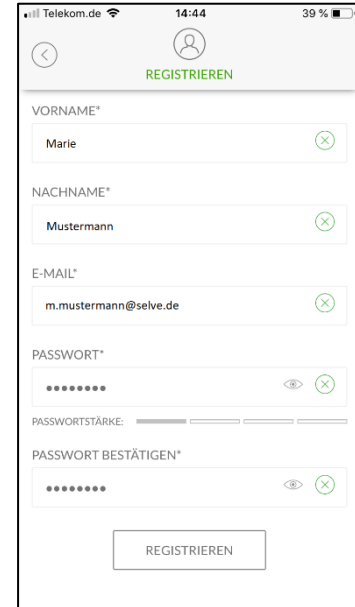 Telekom.de 14:44 39 %
REGISTRIEREN
VORNAME*
Marie
NACHNAME*
Mustermann
E-MAIL*
m.mustermann@selve.de
PASSWORT*
●●●●●●●●
PASSWORTSTÄRKE:
PASSWORT BESTÄTIGEN*
●●●●●●●●
REGISTRIEREN